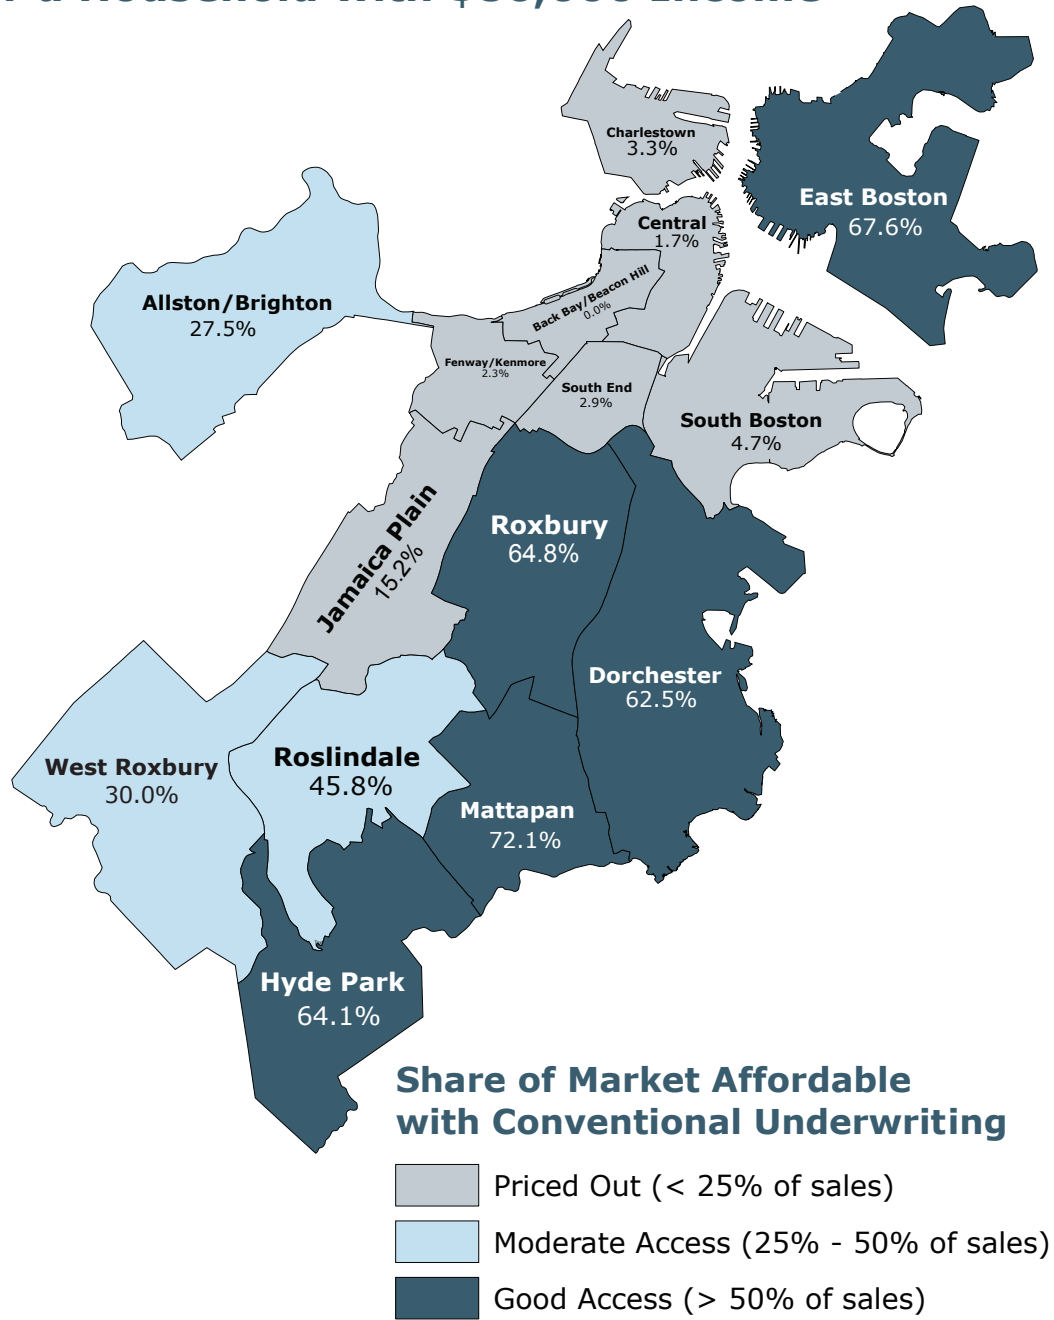 Charlestown
3.3%
East Boston
67.6%
Central
1.7%
Back Bay/Beacon Hill
0.0%
Allston/Brighton
27.5%
Fenway/Kenmore
2.3%
South End
2.9%
South Boston
4.7%
Jamaica Plain
15.2%
Roxbury
64.8%
Dorchester
62.5%
West Roxbury
30.0%
Roslindale
45.8%
Mattapan
72.1%
Hyde Park
64.1%
Share of Market Affordable
with Conventional Underwriting
Priced Out (< 25% of sales)
Moderate Access (25% - 50% of sales)
Good Access (> 50% of sales)